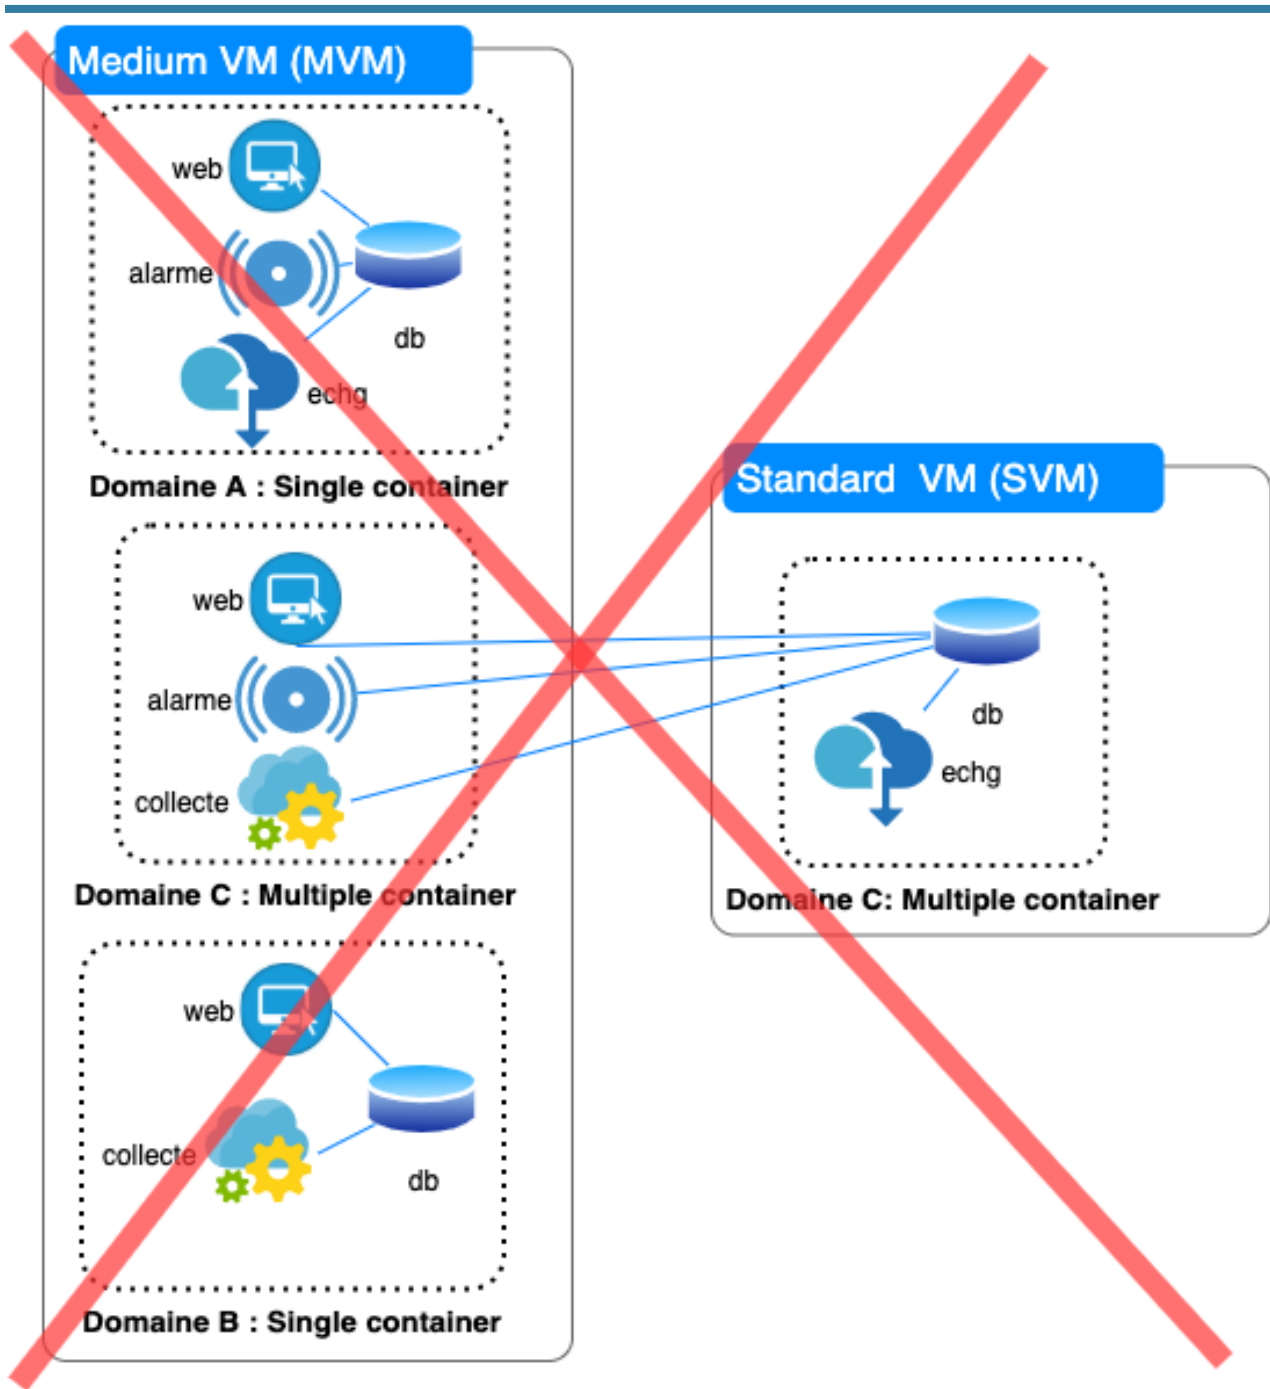 Medium VM (MVM)
web
alarme
db
echg
Domaine A : Single container
web
alarme
collecte
Domaine C : Multiple container
web
collecte
db
Domaine B : Single container
Standard VM (SVM)
db
echg
Domaine C: Multiple container